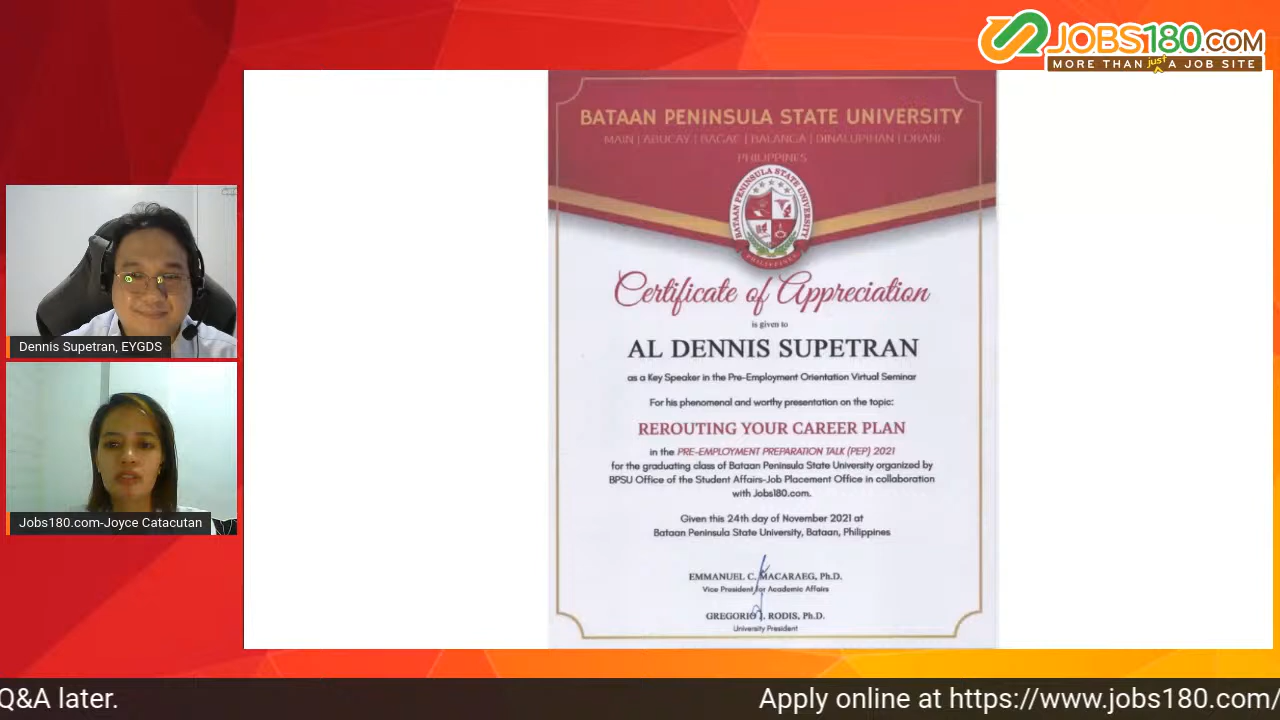 JOBS180.COM
MORE THAN just A JOB SITE
BATAAN PENINSULA STATE UNIVERSITY
MAIN | ABUCAY | BAGAC | BALANGA | DINALUPIHAN | ORANI
PHILIPPINES
BATAAN PENINSULA STATE UNIVERSITY
PHILIPPINES
Certificate of Appreciation
is given to
AL DENNIS SUPETRAN
as a Key Speaker in the Pre-Employment Orientation Virtual Seminar
For his phenomenal and worthy presentation on the topic:
REROUTING YOUR CAREER PLAN
in the PRE-EMPLOYMENT PREPARATION TALK (PEP) 2021
for the graduating class of Bataan Peninsula State University organized by
BPSU Office of the Student Affairs-Job Placement Office in collaboration
with Jobs180.com.
Given this 24th day of November 2021 at
Bataan Peninsula State University, Bataan, Philippines
EMMANUEL C. MACARAEG, Ph.D.
Vice President for Academic Affairs
GREGORIO J. RODIS, Ph.D.
University President
Dennis Supetran, EYGDS
Jobs180.com-Joyce Catacutan
Q&A later.
Apply online at https://www.jobs180.com/